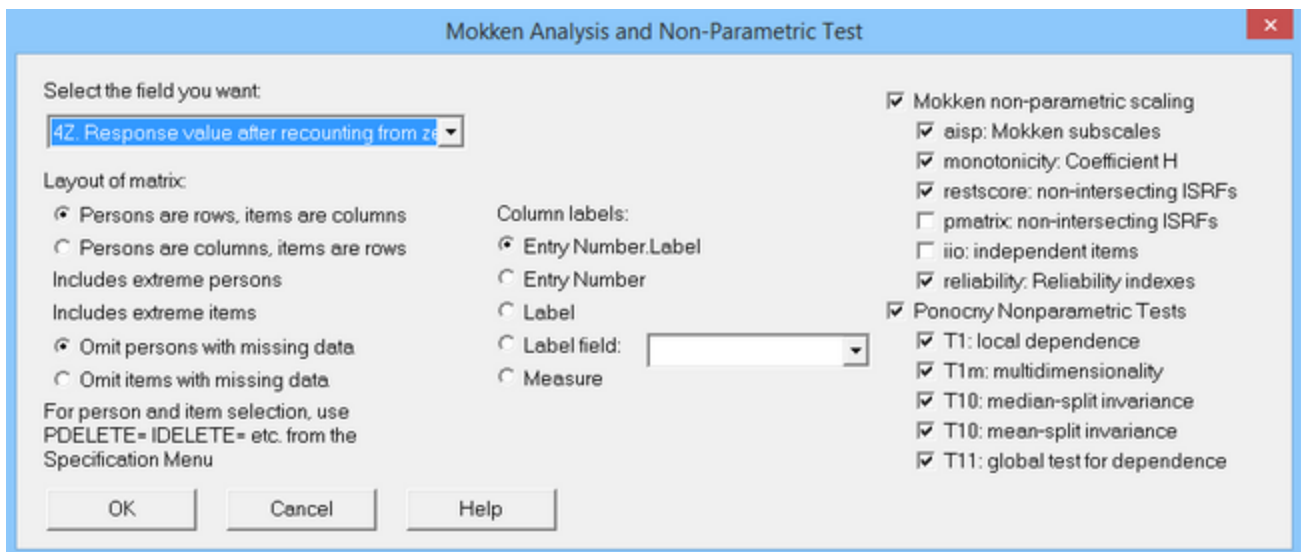 Mokken Analysis and Non-Parametric Test
Select the field you want:
4Z. Response value after recounting from ze
Layout of matrix:
Persons are rows, items are columns
Persons are columns, items are rows
Includes extreme persons
Includes extreme items
Omit persons with missing data
Omit items with missing data
For person and item selection, use
PDELETE= IDELETE= etc. from the
Specification Menu
Column labels:
Entry Number.Label
Entry Number
Label
Label field:
Measure
Mokken non-parametric scaling
aisp: Mokken subscales
monotonicity: Coefficient H
restscore: non-intersecting ISRFs
pmatrix: non-intersecting ISRFs
iio: independent items
reliability: Reliability indexes
Ponocny Nonparametric Tests
T1: local dependence
T1m: multidimensionality
T10: median-split invariance
T10: mean-split invariance
T11: global test for dependence
OK
Cancel
Help